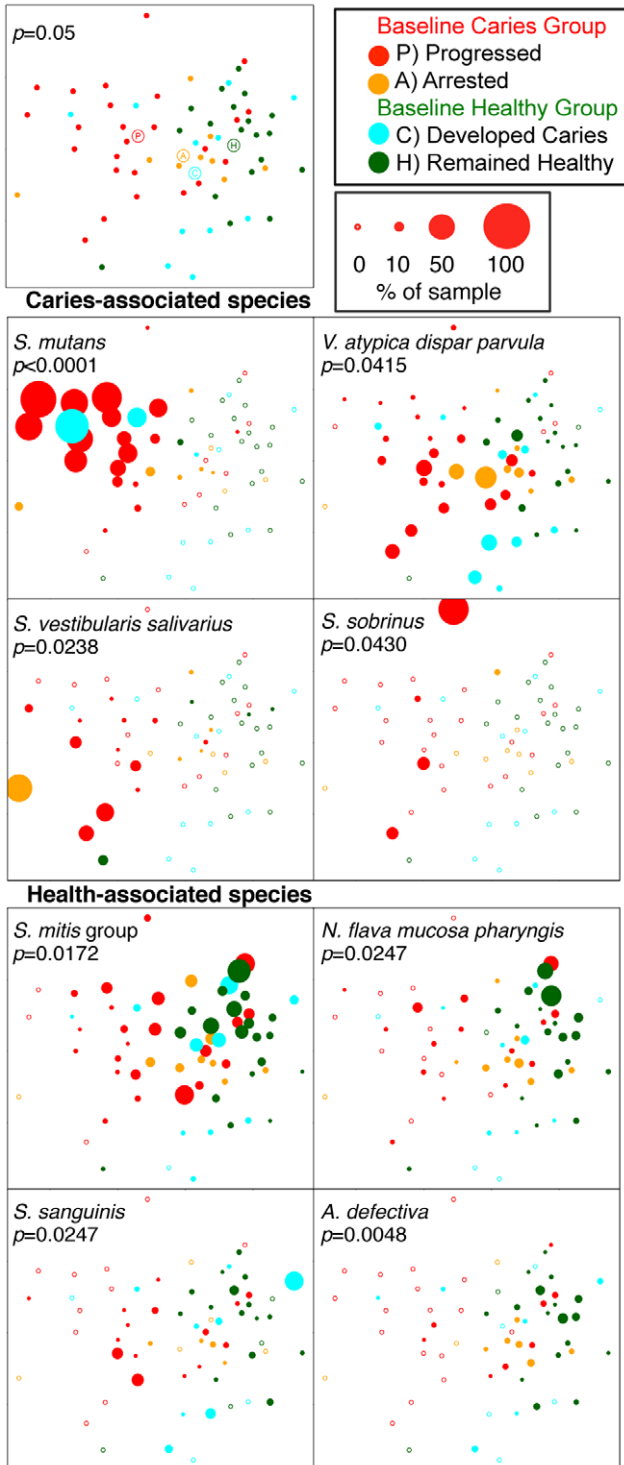 p=0.05
P
A
C
H
Baseline Caries Group
P) Progressed
A) Arrested
Baseline Healthy Group
C) Developed Caries
H) Remained Healthy
0 10 50 100
% of sample
Caries-associated species
S. mutans
p<0.0001
V. atypica dispar parvula
p=0.0415
S. vestibularis salivarius
p=0.0238
S. sobrinus
p=0.0430
Health-associated species
S. mitis group
p=0.0172
N. flava mucosa pharyngis
p=0.0247
S. sanguinis
p=0.0247
A. defectiva
p=0.0048